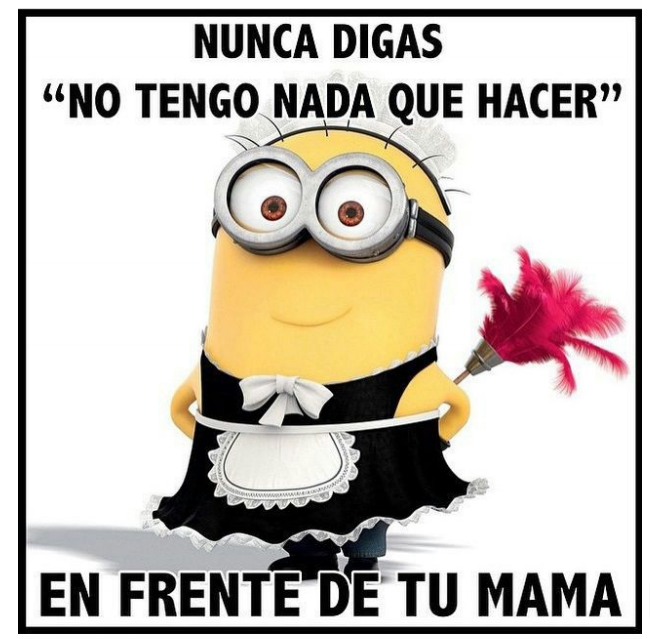 NUNCA DIGAS
“NO TENGO NADA QUE HACER”
EN FRENTE DE TU MAMA